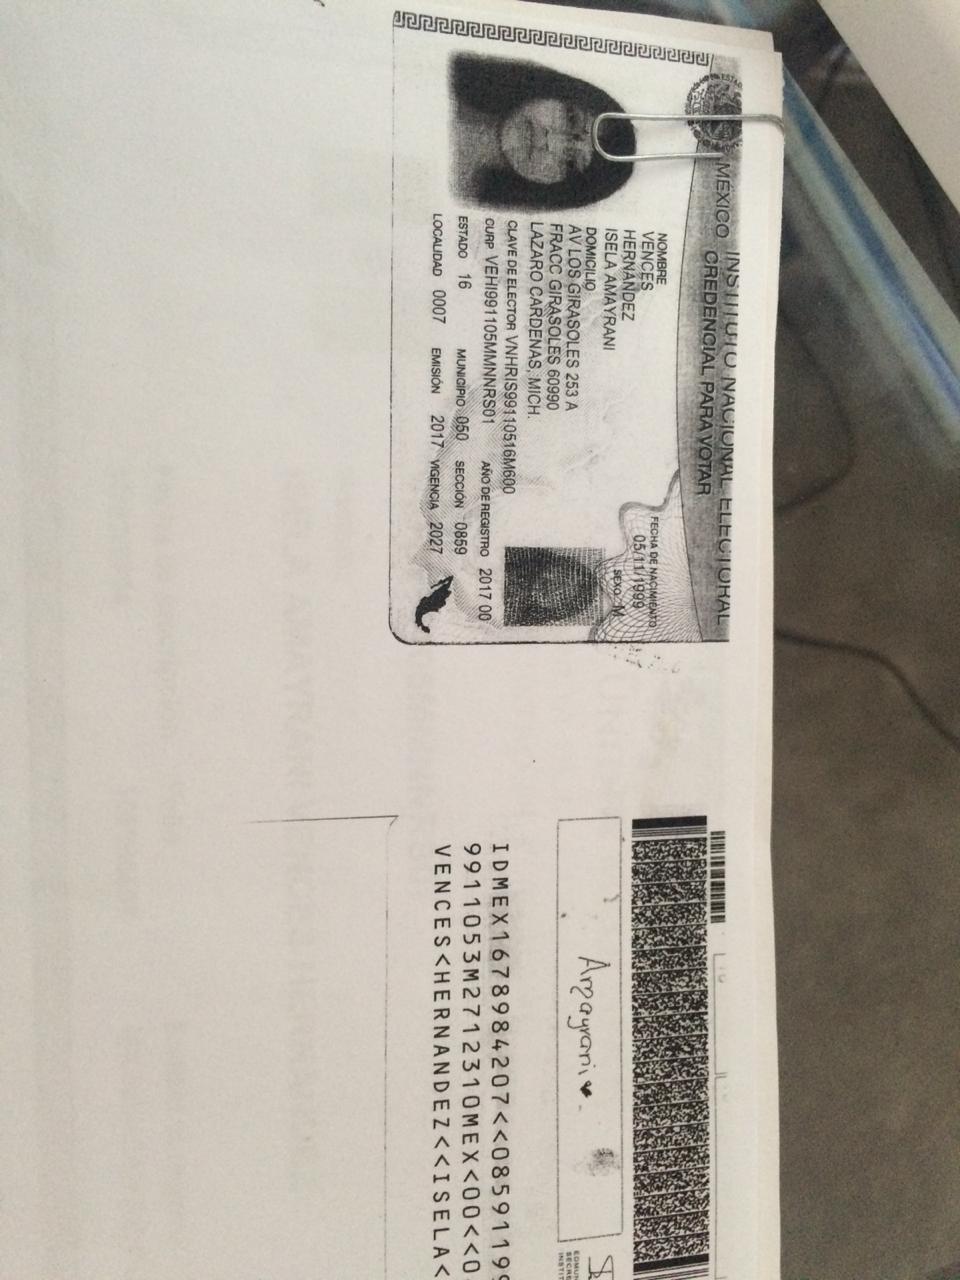 MÉXICO INSTITUTO NACIONAL ELECTORAL
CREDENCIAL PARA VOTAR
NOMBRE
VENCES
HERNANDEZ
ISELA AMAYRANI
FECHA DE NACIMIENTO
05/11/1999
SEXO M
DOMICILIO
AV LOS GIRASOLES 253 A
FRACC GIRASOLES 60990
LAZARO CARDENAS, MICH.
CLAVE DE ELECTOR VNHRIS99110516M600
CURP VEHI991105MMNNRS01 AÑO DE REGISTRO 2017 00
ESTADO 16 MUNICIPIO 050 SECCIÓN 0859
LOCALIDAD 0007 EMISIÓN 2017 VIGENCIA 2027
Amayrani
IDMEX1678984207<<0859119
9911053M2712310MEX<00<<0
VENCES<HERNANDEZ<<ISELA<